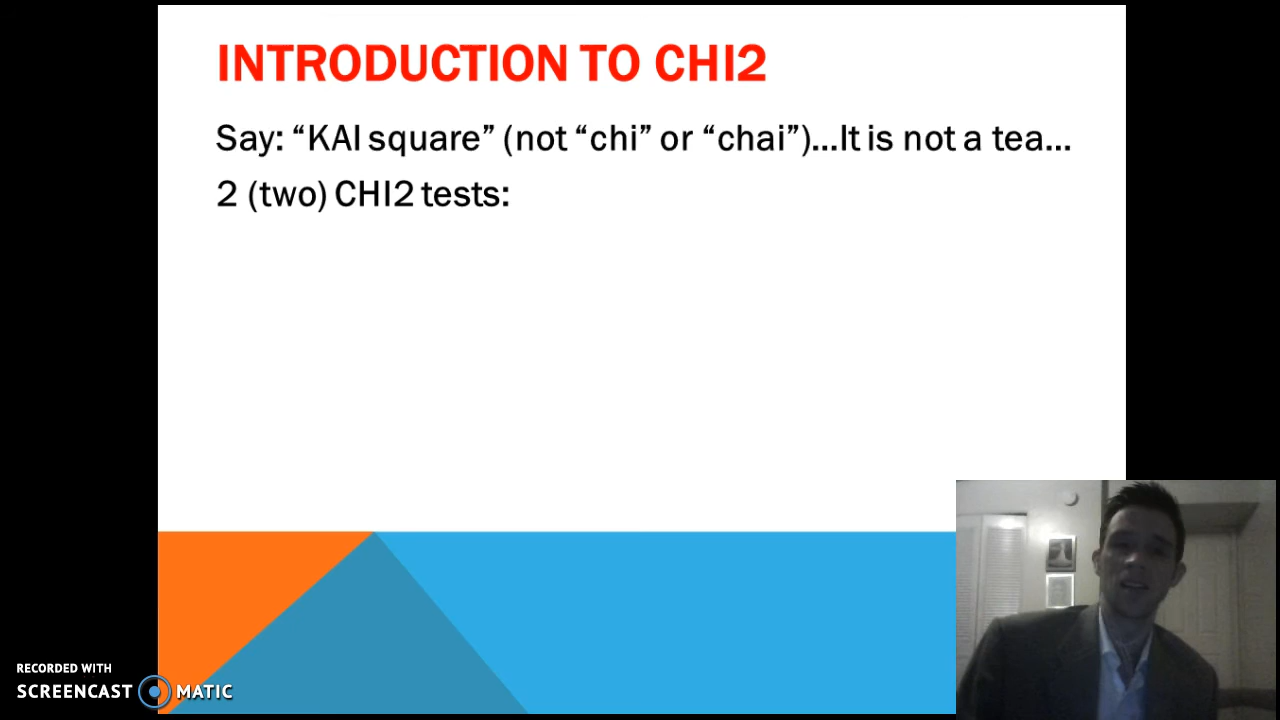 INTRODUCTION TO CHI2
Say: “KAI square” (not “chi” or “chai”)...It is not a tea...
2 (two) CHI2 tests:
RECORDED WITH
SCREENCAST MATIC